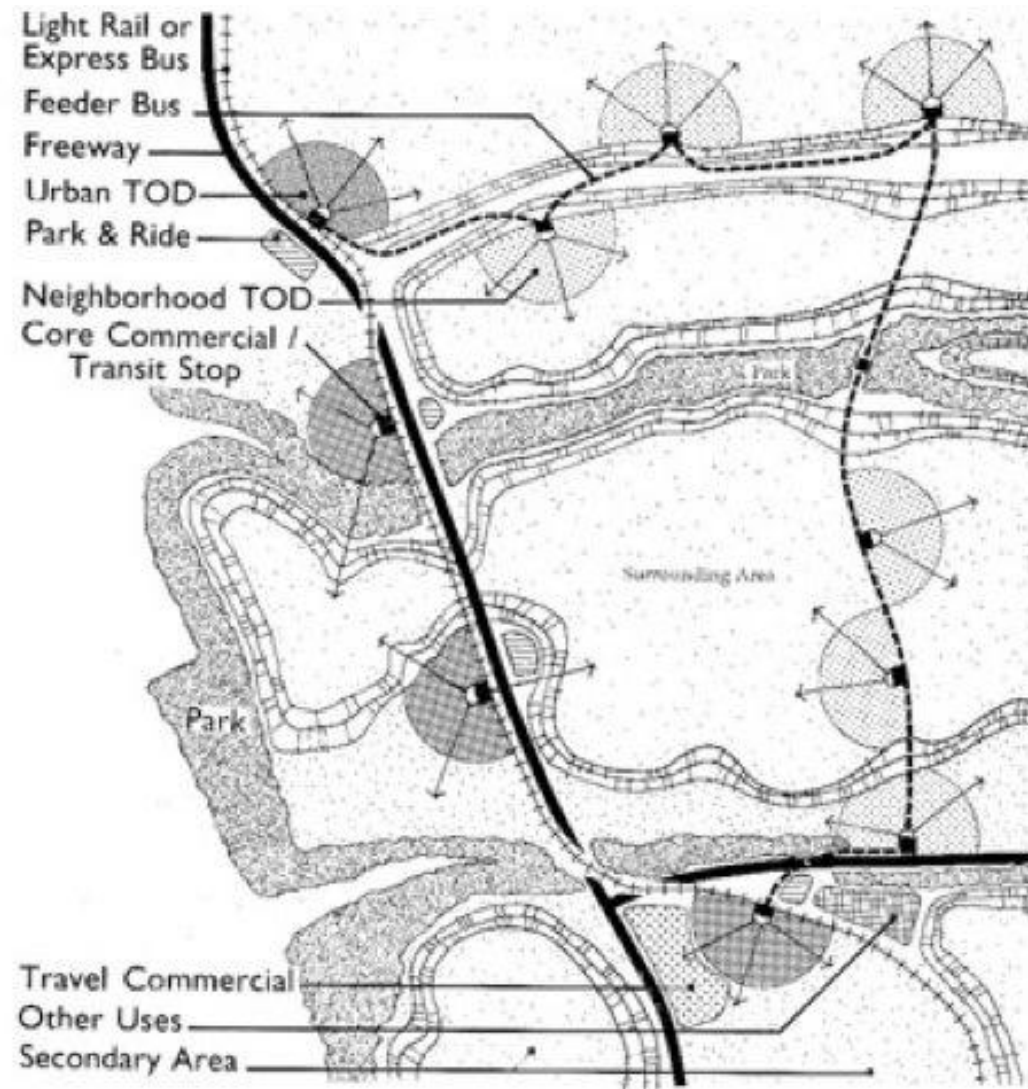 Light Rail or
Express Bus
Feeder Bus
Freeway
Urban TOD
Park & Ride
Neighborhood TOD
Core Commercial /
Transit Stop
Park
Surrounding Area
Park
Travel Commercial
Other Uses
Secondary Area